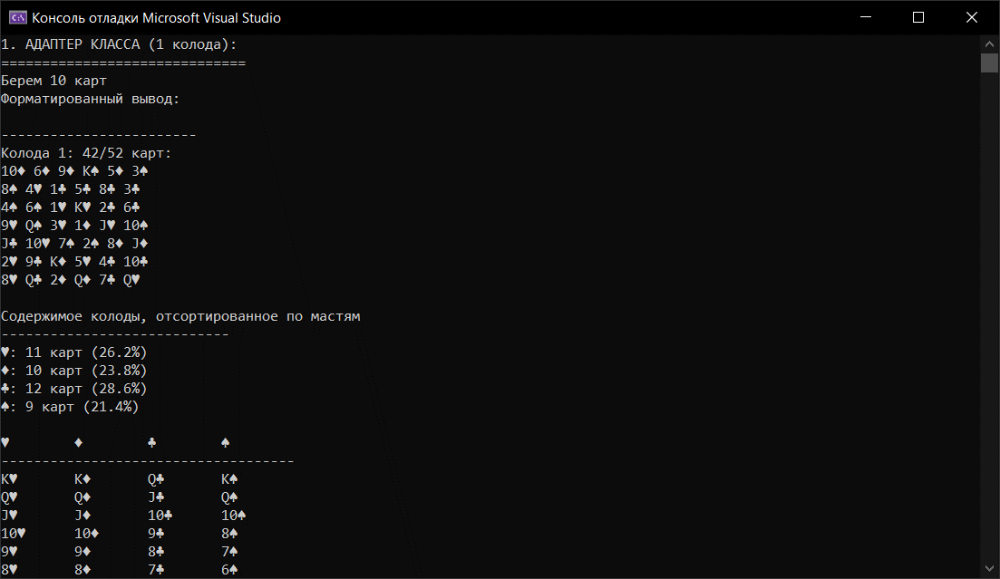 Консоль отладки Microsoft Visual Studio
1. АДАПТЕР КЛАССА (1 колода):
==============================
Берем 10 карт
Форматированный вывод:
------------------------
Колода 1: 42/52 карт:
10♦ 6♦ 9♦ K♠ 5♦ 3♠
8♠ 4♥ 1♣ 5♣ 8♣ 3♣
4♠ 6♠ 1♥ K♥ 2♣ 6♣
9♥ Q♠ 3♥ 1♦ J♥ 10♠
J♣ 10♥ 7♠ 2♠ 8♦ J♦
2♥ 9♣ K♦ 5♥ 4♣ 10♣
8♥ Q♣ 2♦ Q♦ 7♣ Q♥
Содержимое колоды, отсортированное по мастям
----------------------------
♥: 11 карт (26.2%)
♦: 10 карт (23.8%)
♣: 12 карт (28.6%)
♠: 9 карт (21.4%)
♥ ♦ ♣ ♠
------------------------------------
K♥ K♦ Q♣ K♠
Q♥ Q♦ J♣ Q♠
J♥ J♦ 10♣ 10♠
10♥ 10♦ 9♣ 8♠
9♥ 9♦ 8♣ 7♠
8♥ 8♦ 7♣ 6♠